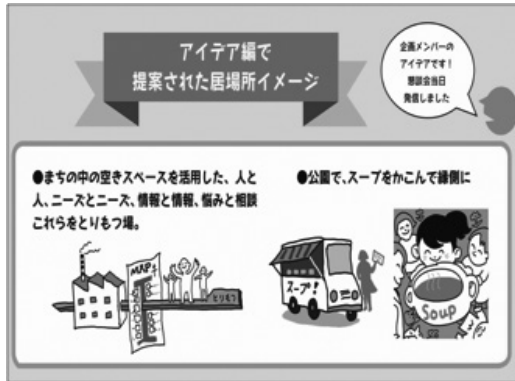 アイデア編で
提案された居場所イメージ
企画メンバーの
アイデアです！
懇談会当日
発信しました
●まちの中の空きスペースを活用した、人と
人、ニーズとニーズ、情報と情報、悩みと相談
これらをとりもつ場。
●公園で、スープをかこんで縁側に
MAP
とりもつ
スープ！
Soup